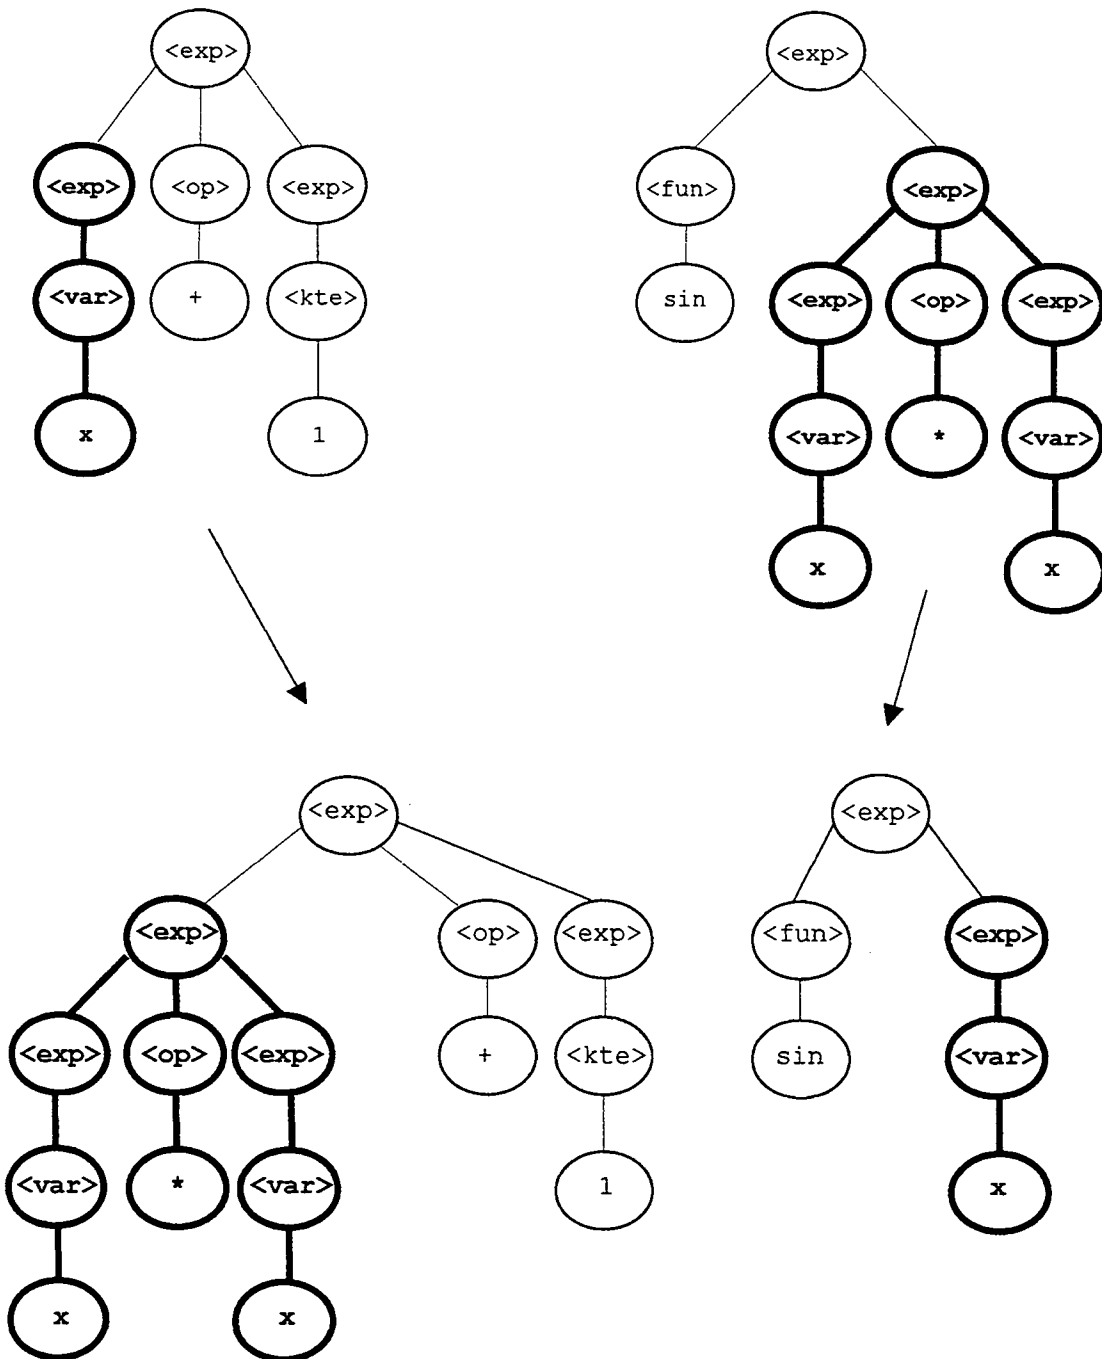 <exp>
<exp> <op> <exp>
<var> + <kte>
x 1
<exp>
<fun> <exp>
sin <exp> <op> <exp>
<var> * <var>
x x
<exp>
<exp> <op> <exp>
<exp> <op> <exp> + <kte>
<var> * <var> 1
x x
<exp>
<fun> <exp>
sin <var>
x